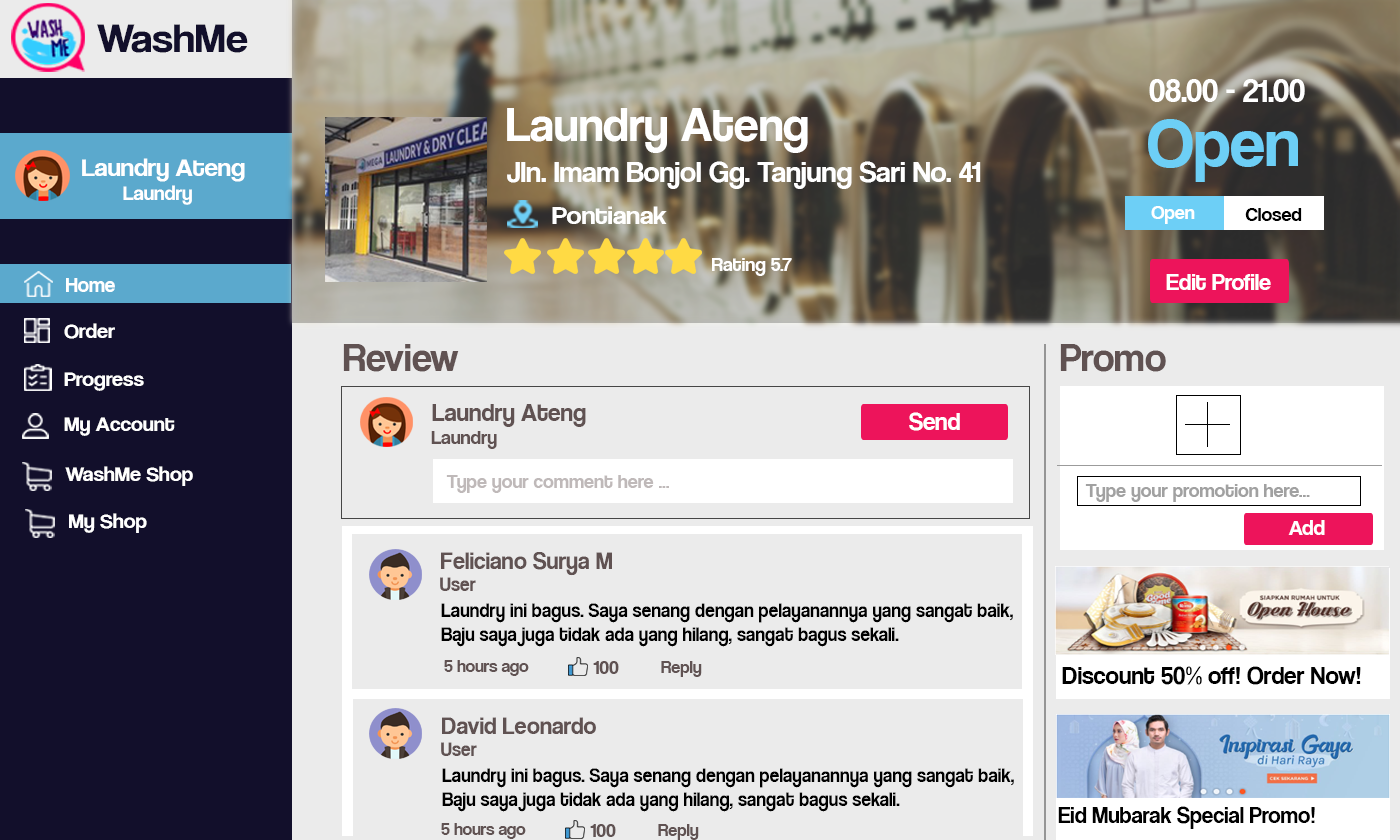 WASH
ME
WashMe
Laundry Ateng
Laundry
Home
Order
Progress
My Account
WashMe Shop
My Shop
MEGA LAUNDRY & DRY CLEA
Laundry Ateng
Jln. Imam Bonjol Gg. Tanjung Sari No. 41
Pontianak
Rating 5.7
08.00 - 21.00
Open
Open
Closed
Edit Profile
Review
Laundry Ateng
Laundry
Send
Type your comment here ...
Feliciano Surya M
User
Laundry ini bagus. Saya senang dengan pelayanannya yang sangat baik,
Baju saya juga tidak ada yang hilang, sangat bagus sekali.
5 hours ago
100
Reply
David Leonardo
User
Laundry ini bagus. Saya senang dengan pelayanannya yang sangat baik,
Baju saya juga tidak ada yang hilang, sangat bagus sekali.
5 hours ago
100
Reply
Promo
Type your promotion here...
Add
SIAPKAN RUMAH UNTUK
Open House
Discount 50% off! Order Now!
Inspirasi Gaya
di Hari Raya
CEK SEKARANG
Eid Mubarak Special Promo!